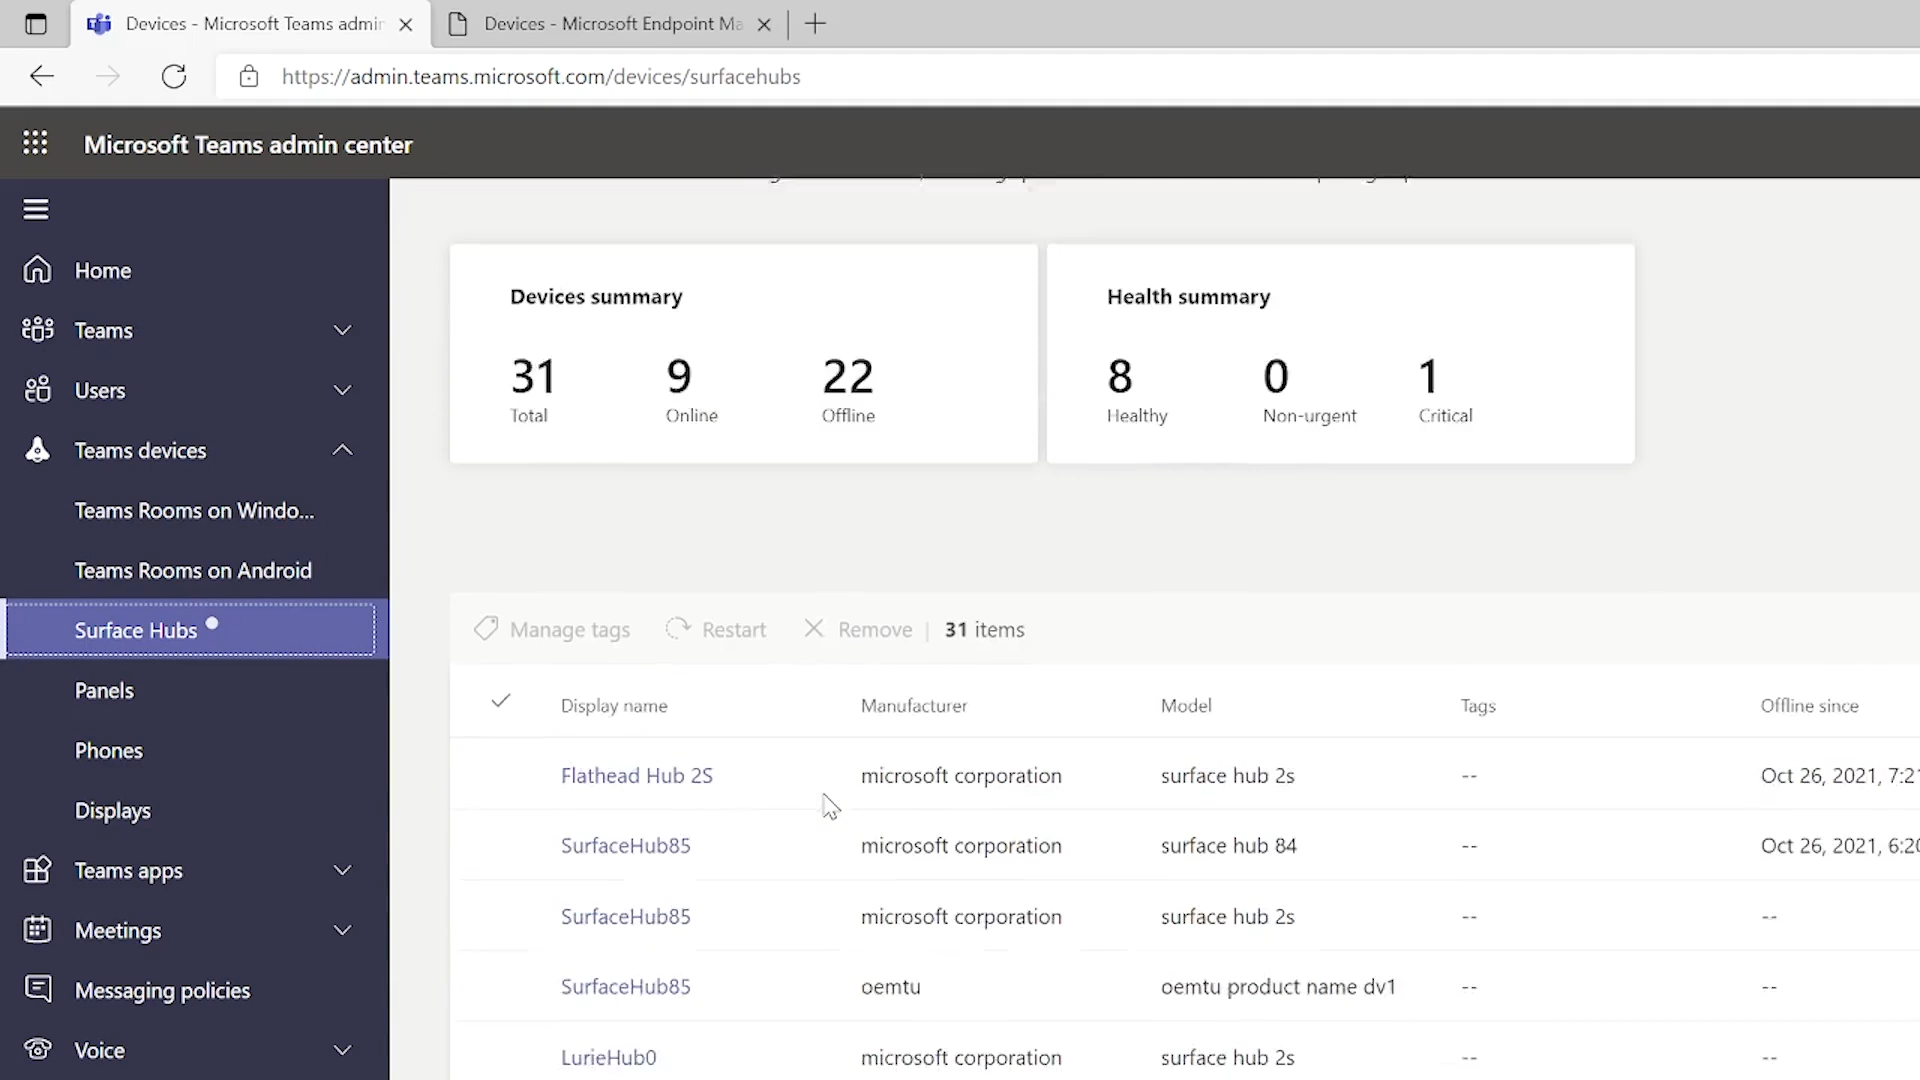 Devices - Microsoft Teams admin
Devices - Microsoft Endpoint Ma
https://admin.teams.microsoft.com/devices/surfacehubs
Microsoft Teams admin center
Home
Teams
Users
Teams devices
Teams Rooms on Windo...
Teams Rooms on Android
Surface Hubs
Panels
Phones
Displays
Teams apps
Meetings
Messaging policies
Voice
Devices summary
31 9 22
Total Online Offline
Health summary
8 0 1
Healthy Non-urgent Critical
Manage tags Restart Remove | 31 items
Display name Manufacturer Model Tags Offline since
Flathead Hub 2S microsoft corporation surface hub 2s -- Oct 26, 2021, 7:21
SurfaceHub85 microsoft corporation surface hub 84 -- Oct 26, 2021, 6:20
SurfaceHub85 microsoft corporation surface hub 2s -- --
SurfaceHub85 oemtu oemtu product name dv1 -- --
LurieHub0 microsoft corporation surface hub 2s -- --